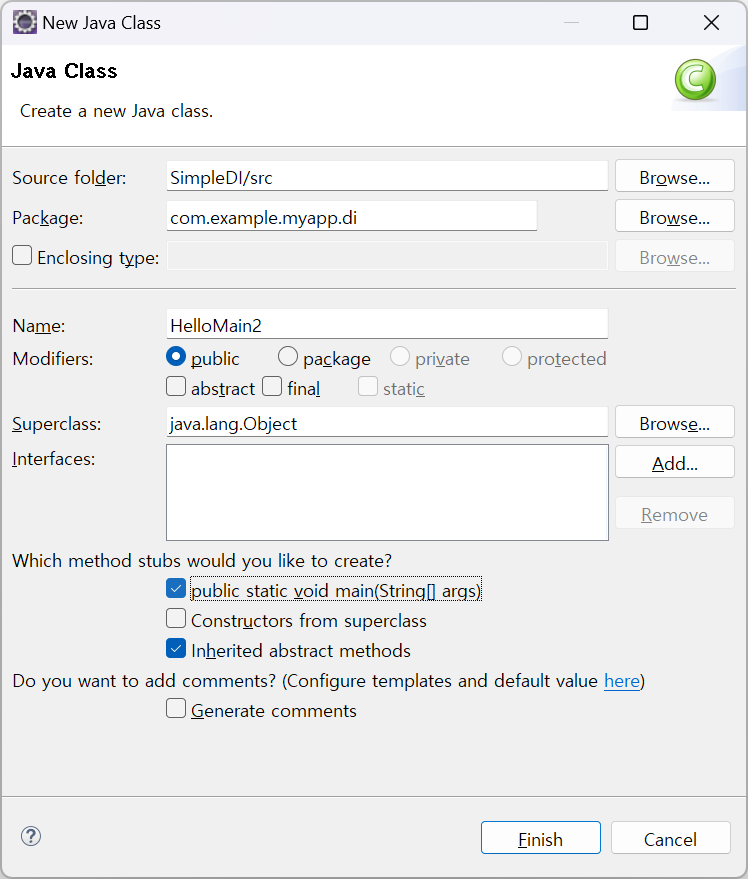 New Java Class
Java Class
Create a new Java class.
C
Source folder: SimpleDI/src Browse...
Package: com.example.myapp.di Browse...
Enclosing type: Browse...
Name: HelloMain2
Modifiers: public package private protected
abstract final static
Superclass: java.lang.Object Browse...
Interfaces: Add...
Remove
Which method stubs would you like to create?
public static void main(String[] args)
Constructors from superclass
Inherited abstract methods
Do you want to add comments? (Configure templates and default value here)
Generate comments
? Finish Cancel